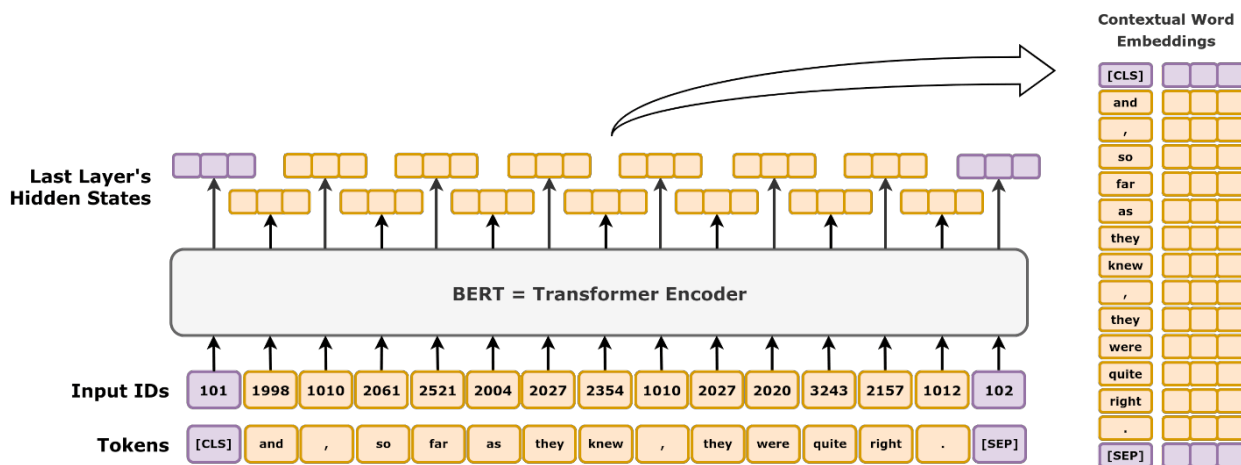 Contextual Word
Embeddings
[CLS]
and
,
so
far
as
they
knew
,
they
were
quite
right
.
[SEP]
Last Layer's
Hidden States
BERT = Transformer Encoder
Input IDs 101 1998 1010 2061 2521 2004 2027 2354 1010 2027 2020 3243 2157 1012 102
Tokens [CLS] and , so far as they knew , they were quite right . [SEP]